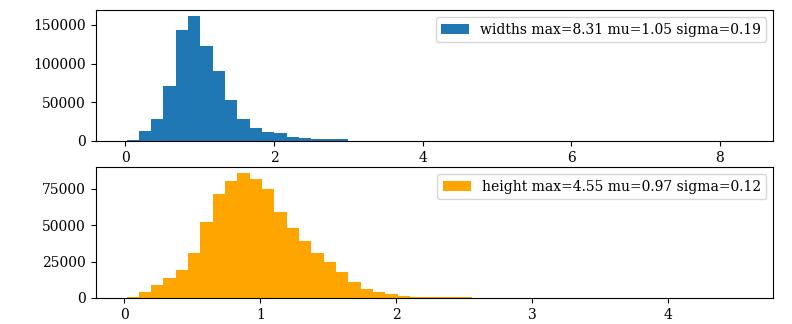 150000
100000
50000
0
widths max=8.31 mu=1.05 sigma=0.19
0 2 4 6 8
75000
50000
25000
0
height max=4.55 mu=0.97 sigma=0.12
0 1 2 3 4